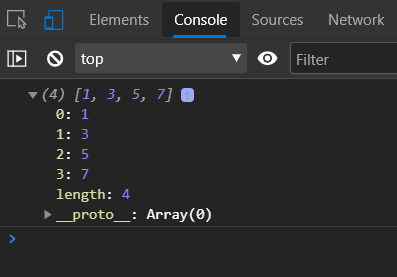 Elements Console Sources Network
top Filter
(4) [1, 3, 5, 7] i
0: 1
1: 3
2: 5
3: 7
length: 4
__proto__: Array(0)